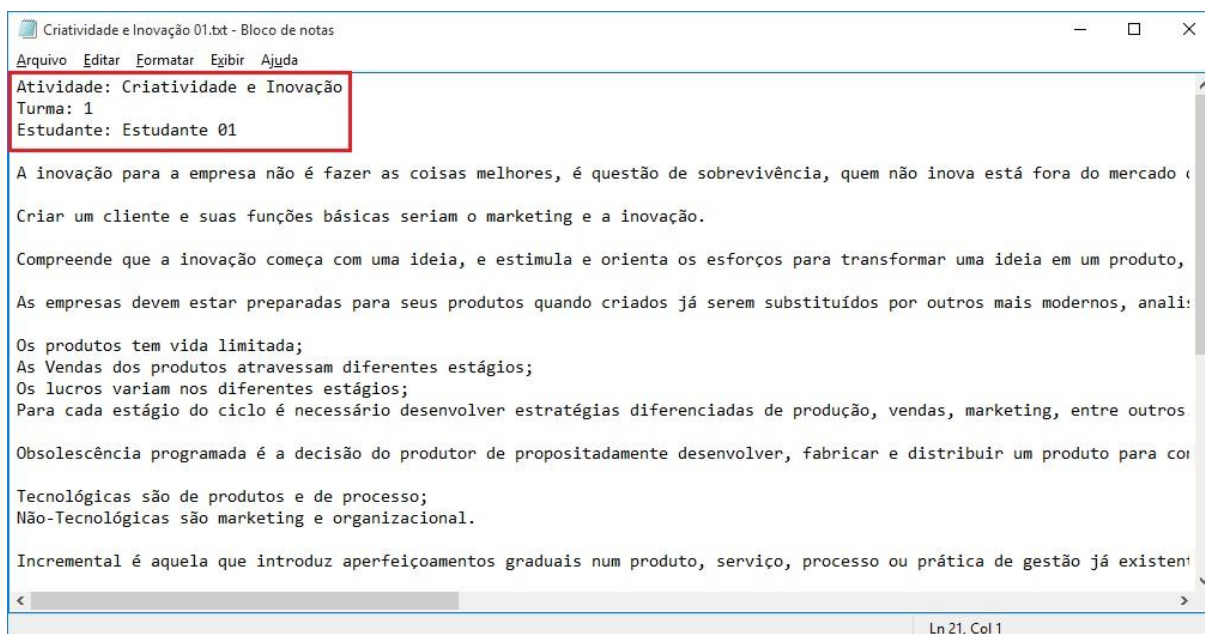 Criatividade e Inovação 01.txt - Bloco de notas
Arquivo Editar Formatar Exibir Ajuda
Atividade: Criatividade e Inovação
Turma: 1
Estudante: Estudante 01
A inovação para a empresa não é fazer as coisas melhores, é questão de sobrevivência, quem não inova está fora do mercado
Criar um cliente e suas funções básicas seriam o marketing e a inovação.
Compreende que a inovação começa com uma ideia, e estimula e orienta os esforços para transformar uma ideia em um produto,
As empresas devem estar preparadas para seus produtos quando criados já serem substituídos por outros mais modernos,
Os produtos tem vida limitada;
As Vendas dos produtos atravessam diferentes estágios;
Os lucros variam nos diferentes estágios;
Para cada estágio do ciclo é necessário desenvolver estratégias diferenciadas de produção, vendas, marketing, entre outros
Obsolescência programada é a decisão do produtor de propositadamente desenvolver, fabricar e distribuir um produto para
Tecnológicas são de produtos e de processo;
Não-Tecnológicas são marketing e organizacional.
Incremental é aquela que introduz aperfeiçoamentos graduais num produto, serviço, processo ou prática de gestão já
Ln 21, Col 1